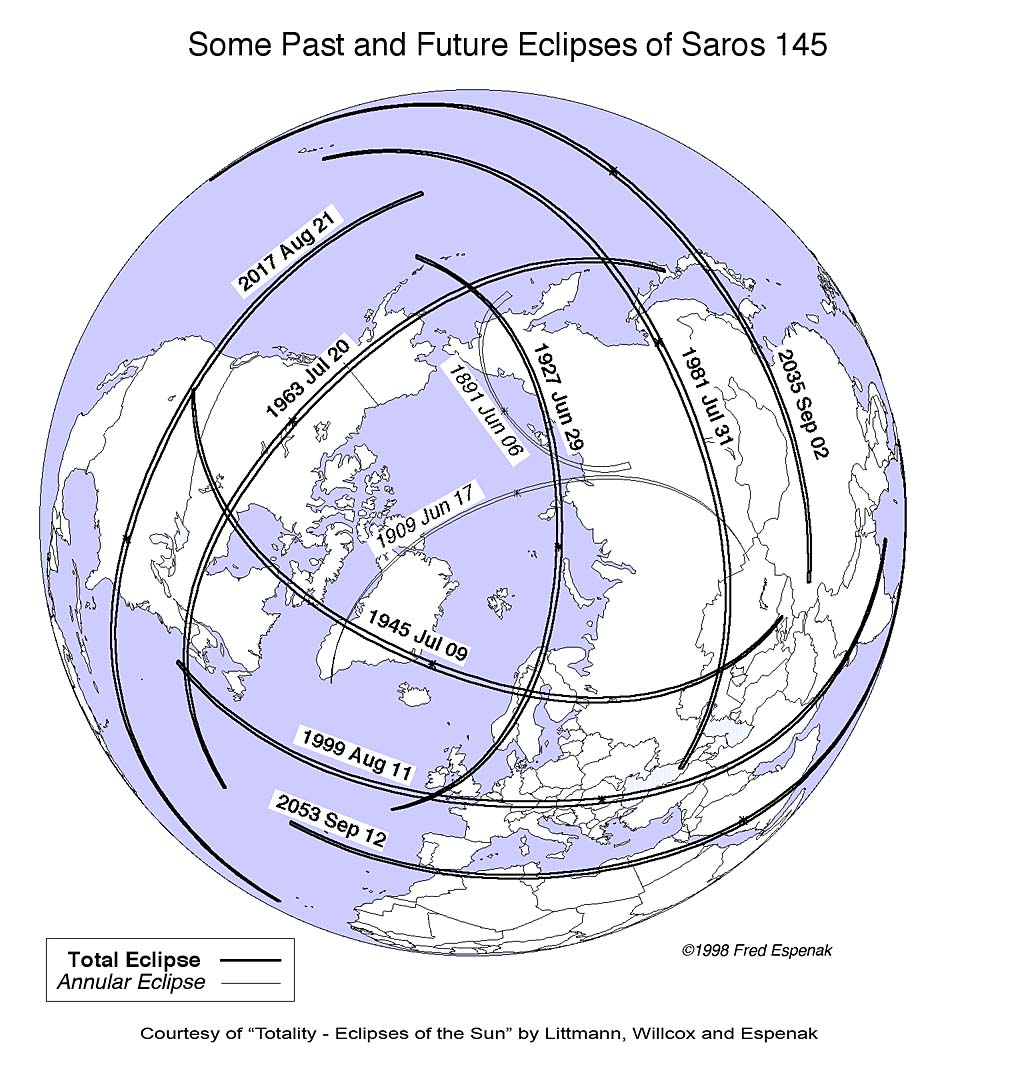 Some Past and Future Eclipses of Saros 145
2017 Aug 21
1963 Jul 20
1891 Jun 06
1927 Jun 29
1981 Jul 31
2035 Sep 02
1909 Jun 17
1945 Jul 09
1999 Aug 11
2053 Sep 12
©1998 Fred Espenak
Total Eclipse
Annular Eclipse
Courtesy of “Totality - Eclipses of the Sun” by Littmann, Willcox and Espenak